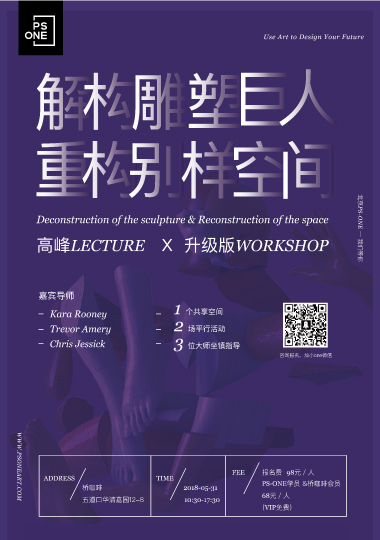 PS
ONE
Use Art to Design Your Future
解构雕塑巨人
重构别样空间
Deconstruction of the sculpture & Reconstruction of the space
高峰LECTURE X 升级版WORKSHOP
嘉宾导师
– Kara Rooney
– Trevor Amery
– Chris Jessick
– 1 个共享空间
– 2 场平行活动
– 3 位大师坐镇指导
WWW.PSONEART.COM
ADDRESS
桥咖啡
五道口华清嘉园12-8
TIME
2018-05-31
10:30-17:30
FEE
报名费 98元 / 人
PS-ONE学员 &桥咖啡会员
68元 / 人
(VIP免费)